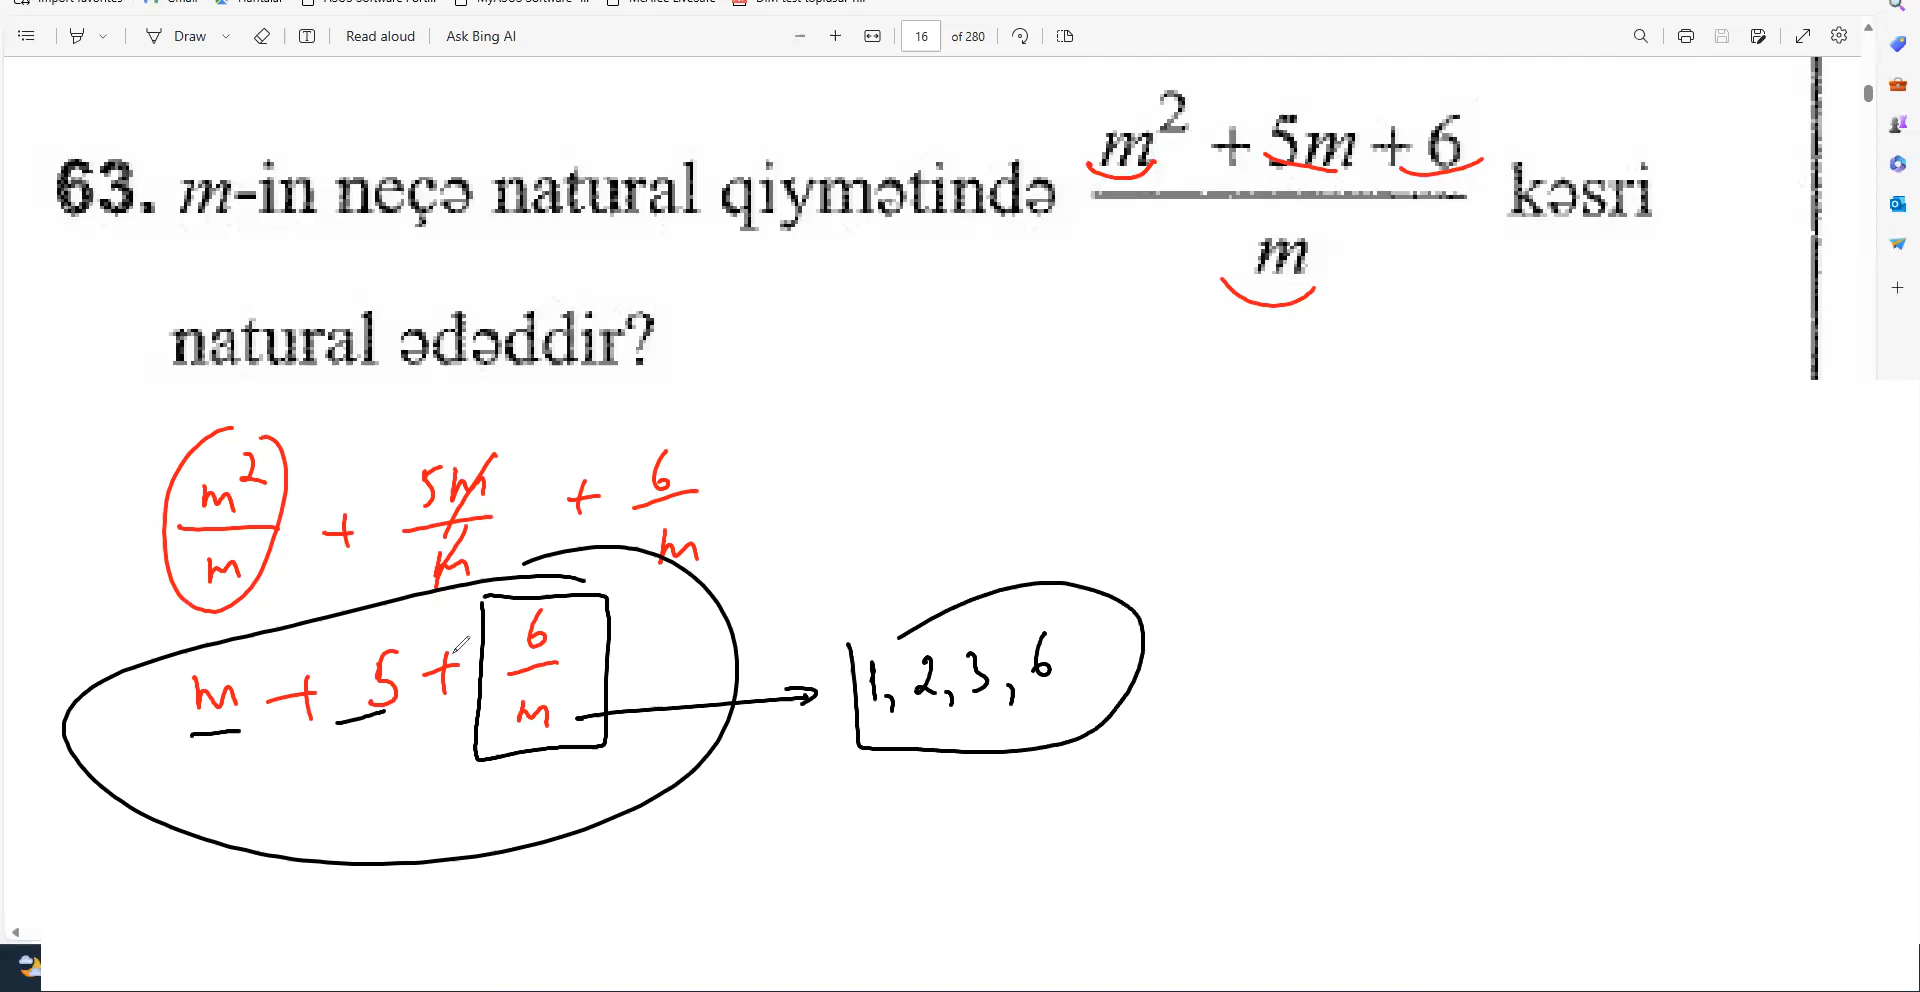 Draw Read aloud Ask Bing AI 16 of 280
63. m-in neçə natural qiymətində (m² + 5m + 6)/m kəsri
natural ədəddir?
m²/m + 5m/m + 6/m
m + 5 + 6/m → 1, 2, 3, 6